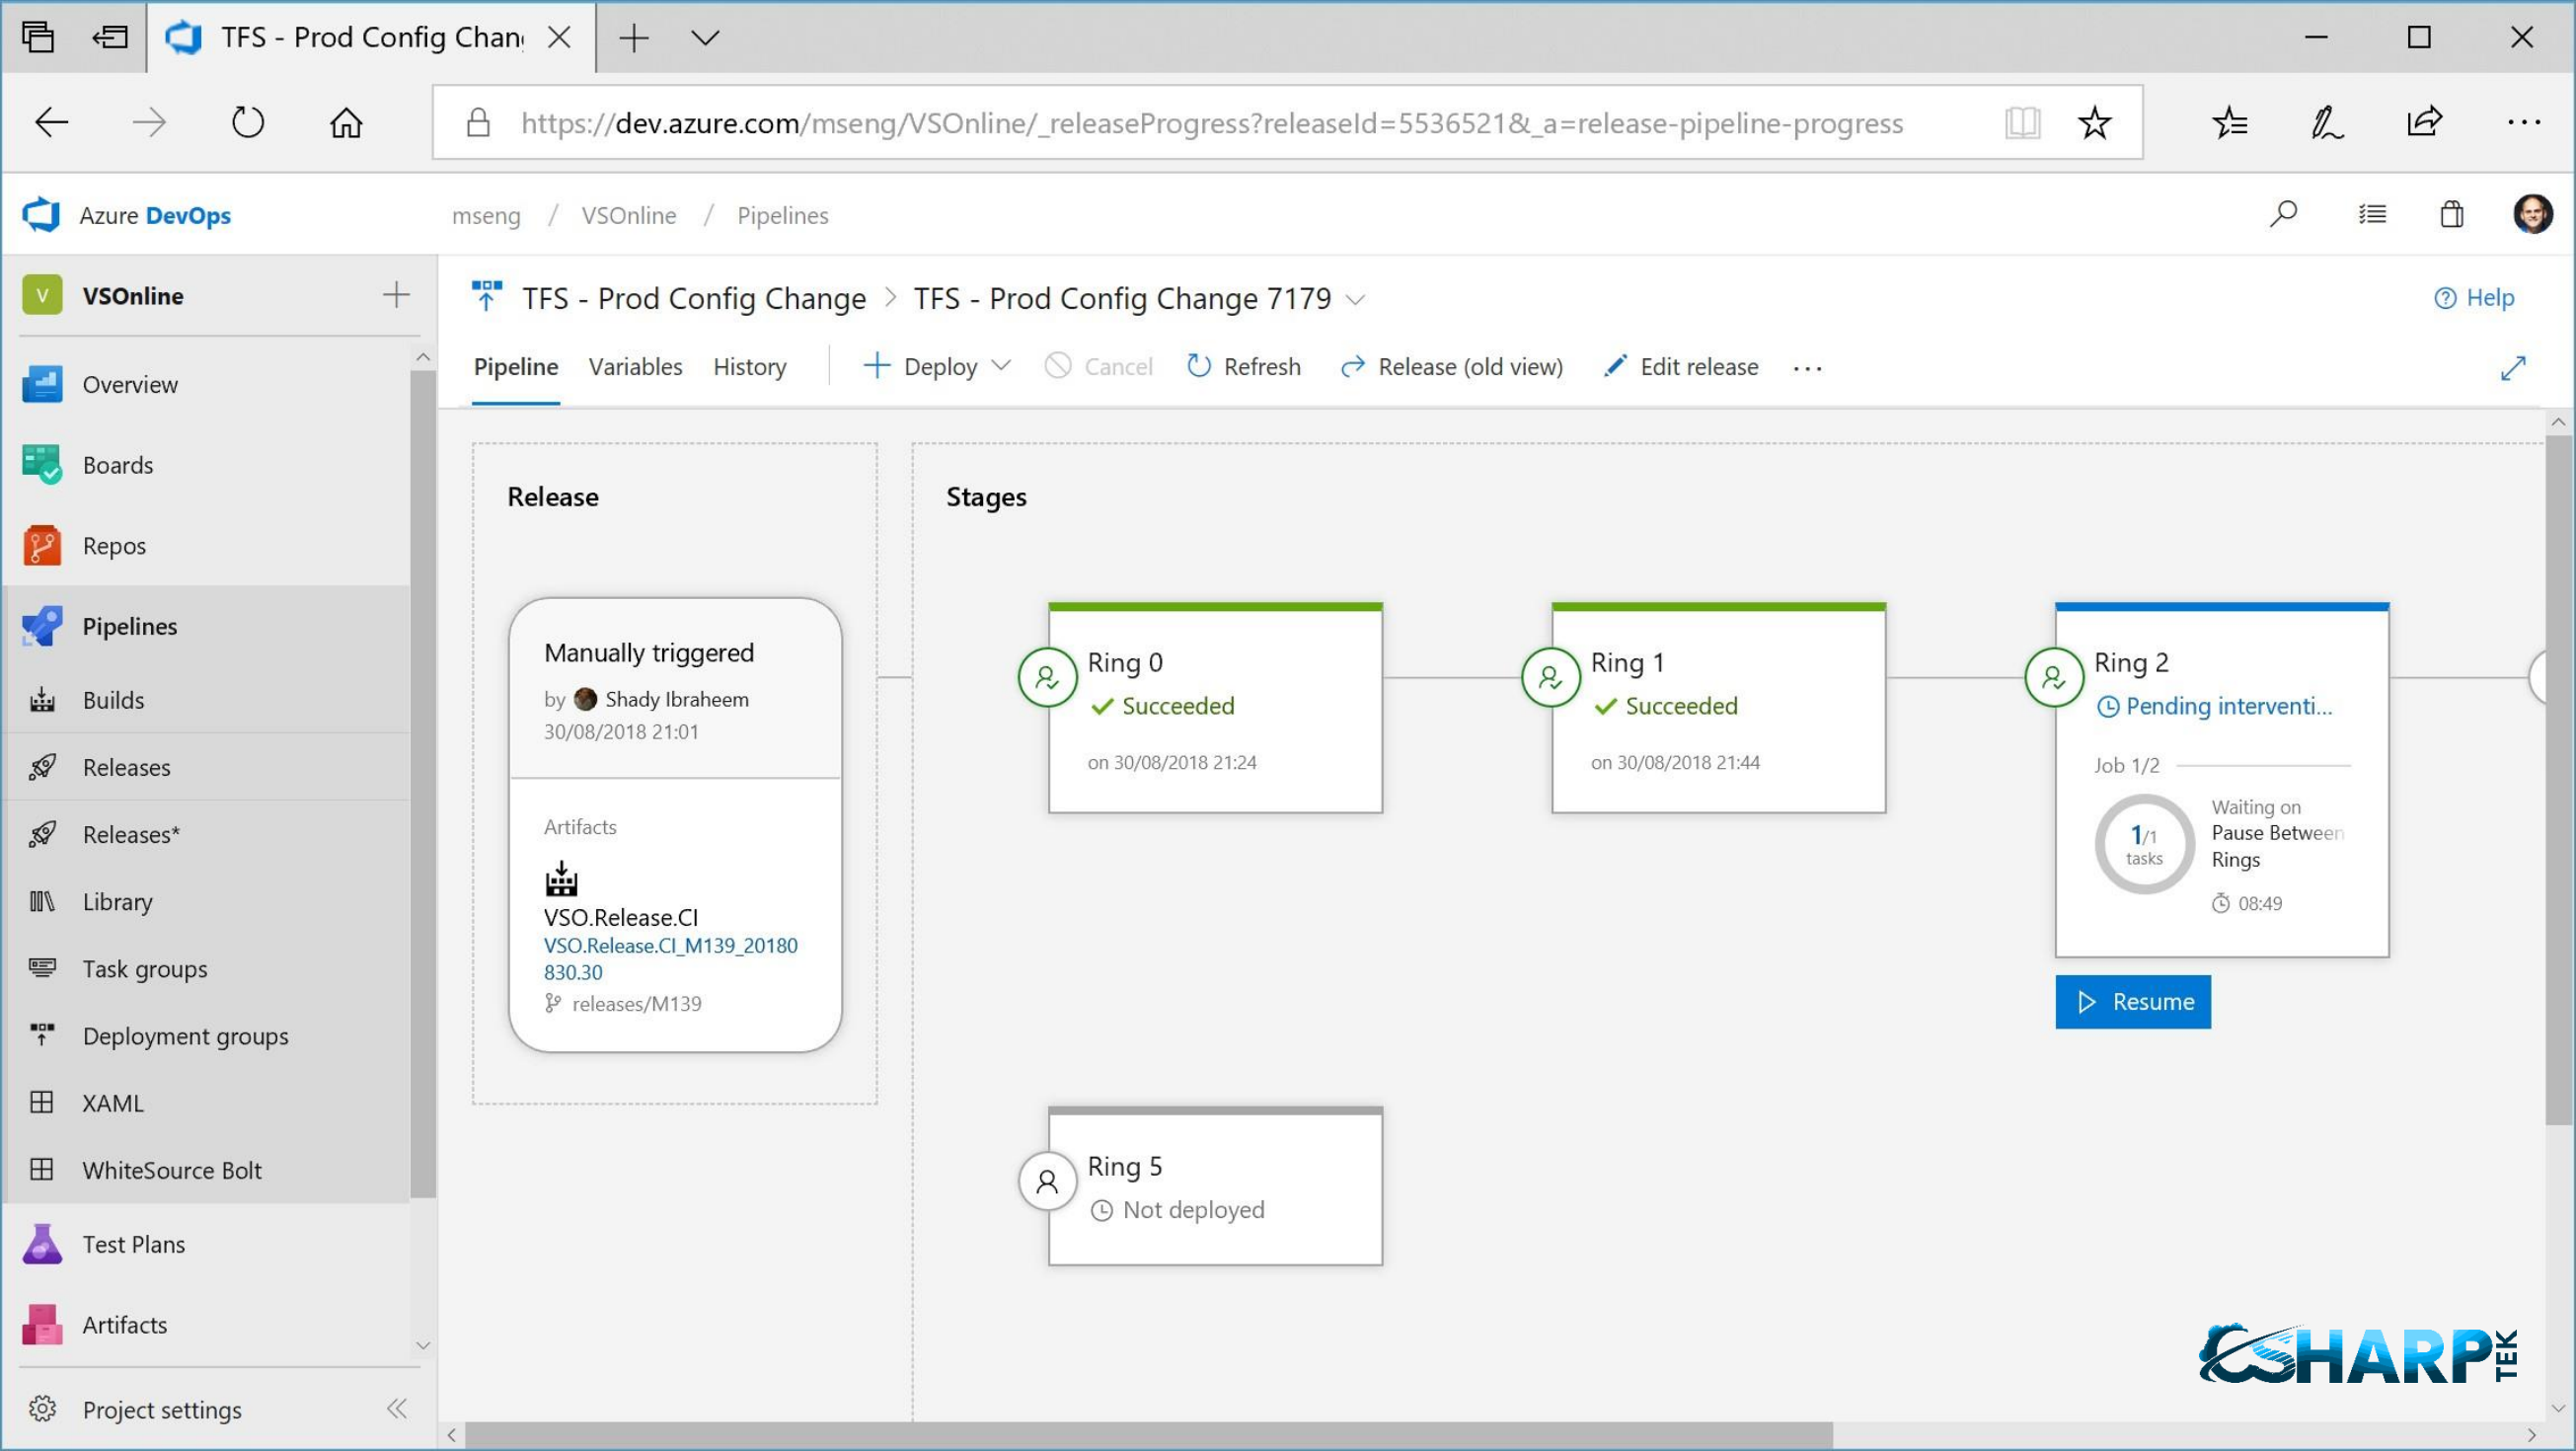 TFS - Prod Config Chan
https://dev.azure.com/mseng/VSOnline/_releaseProgress?releaseId=5536521&_a=release-pipeline-progress
Azure DevOps
mseng / VSOnline / Pipelines
V VSOnline
TFS - Prod Config Change > TFS - Prod Config Change 7179
Help
Pipeline Variables History Deploy Cancel Refresh Release (old view) Edit release ...
Overview
Boards
Repos
Pipelines
Builds
Releases
Releases*
Library
Task groups
Deployment groups
XAML
WhiteSource Bolt
Test Plans
Artifacts
Project settings
Release
Manually triggered
by Shady Ibraheem
30/08/2018 21:01
Artifacts
VSO.Release.CI
VSO.Release.CI_M139_20180
830.30
releases/M139
Stages
Ring 0
Succeeded
on 30/08/2018 21:24
Ring 1
Succeeded
on 30/08/2018 21:44
Ring 2
Pending interventi...
Job 1/2
1/1
tasks
Waiting on
Pause Between
Rings
08:49
Resume
Ring 5
Not deployed
CSHARP TEK